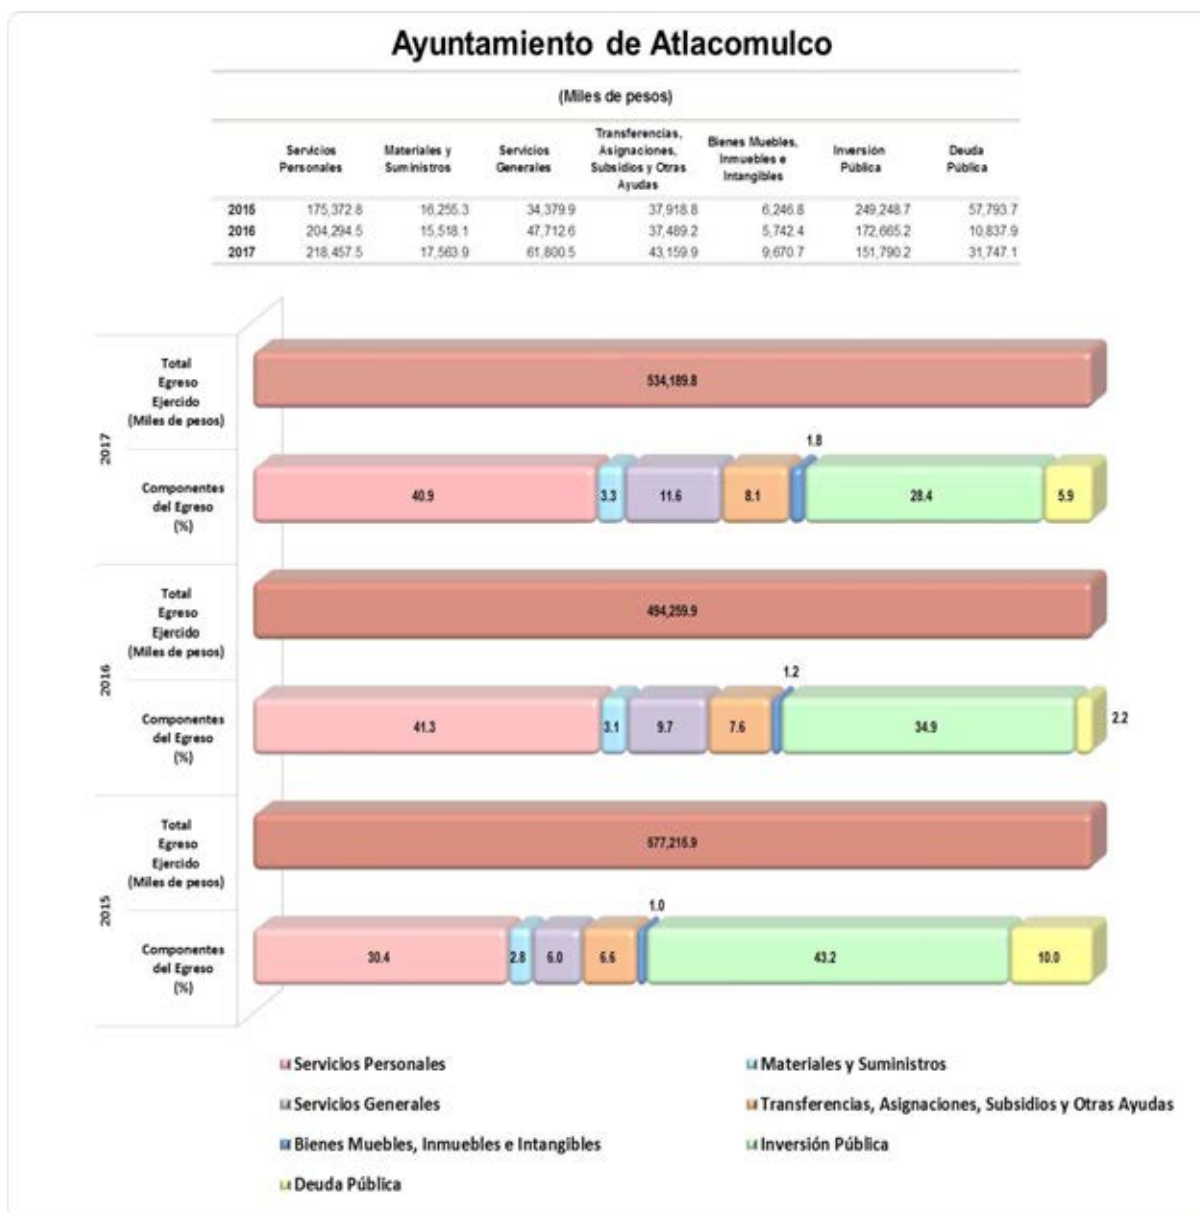 Ayuntamiento de Atlacomulco
(Miles de pesos)
Servicios Personales
Materiales y Suministros
Servicios Generales
Transferencias, Asignaciones, Subsidios y Otras Ayudas
Bienes Muebles, Inmuebles e Intangibles
Inversión Pública
Deuda Pública
2015 175,372.8 16,255.3 34,379.9 37,918.8 6,246.8 249,248.7 57,793.7
2016 204,294.5 15,518.1 47,712.6 37,489.2 5,742.4 172,665.2 10,837.9
2017 218,457.5 17,563.9 61,800.5 43,159.9 9,670.7 151,790.2 31,747.1
2017
Total
Egreso
Ejercido
(Miles de pesos)
534,189.8
Componentes
del Egreso
(%)
40.9 3.3 11.6 8.1 1.8 28.4 5.9
2016
Total
Egreso
Ejercido
(Miles de pesos)
494,259.9
Componentes
del Egreso
(%)
41.3 3.1 9.7 7.6 1.2 34.9 2.2
2015
Total
Egreso
Ejercido
(Miles de pesos)
577,215.9
Componentes
del Egreso
(%)
30.4 2.8 6.0 6.6 1.0 43.2 10.0
Servicios Personales
Materiales y Suministros
Servicios Generales
Transferencias, Asignaciones, Subsidios y Otras Ayudas
Bienes Muebles, Inmuebles e Intangibles
Inversión Pública
Deuda Pública